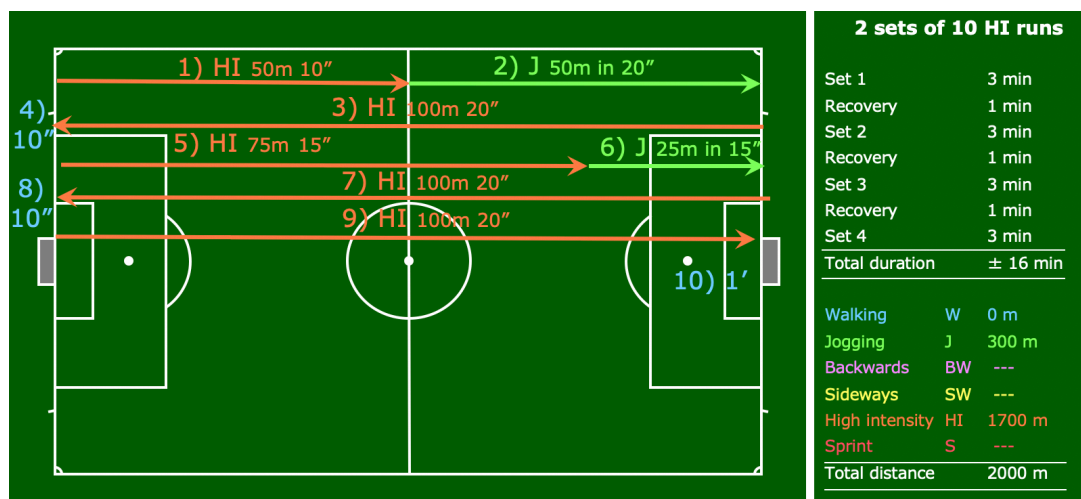 1) HI 50m 10”
2) J 50m in 20”
3) HI 100m 20”
4)
10”
5) HI 75m 15”
6) J 25m in 15”
7) HI 100m 20”
8)
10”
9) HI 100m 20”
10) 1’
2 sets of 10 HI runs
Set 1 3 min
Recovery 1 min
Set 2 3 min
Recovery 1 min
Set 3 3 min
Recovery 1 min
Set 4 3 min
Total duration ± 16 min
Walking W 0 m
Jogging J 300 m
Backwards BW ---
Sideways SW ---
High intensity HI 1700 m
Sprint S ---
Total distance 2000 m